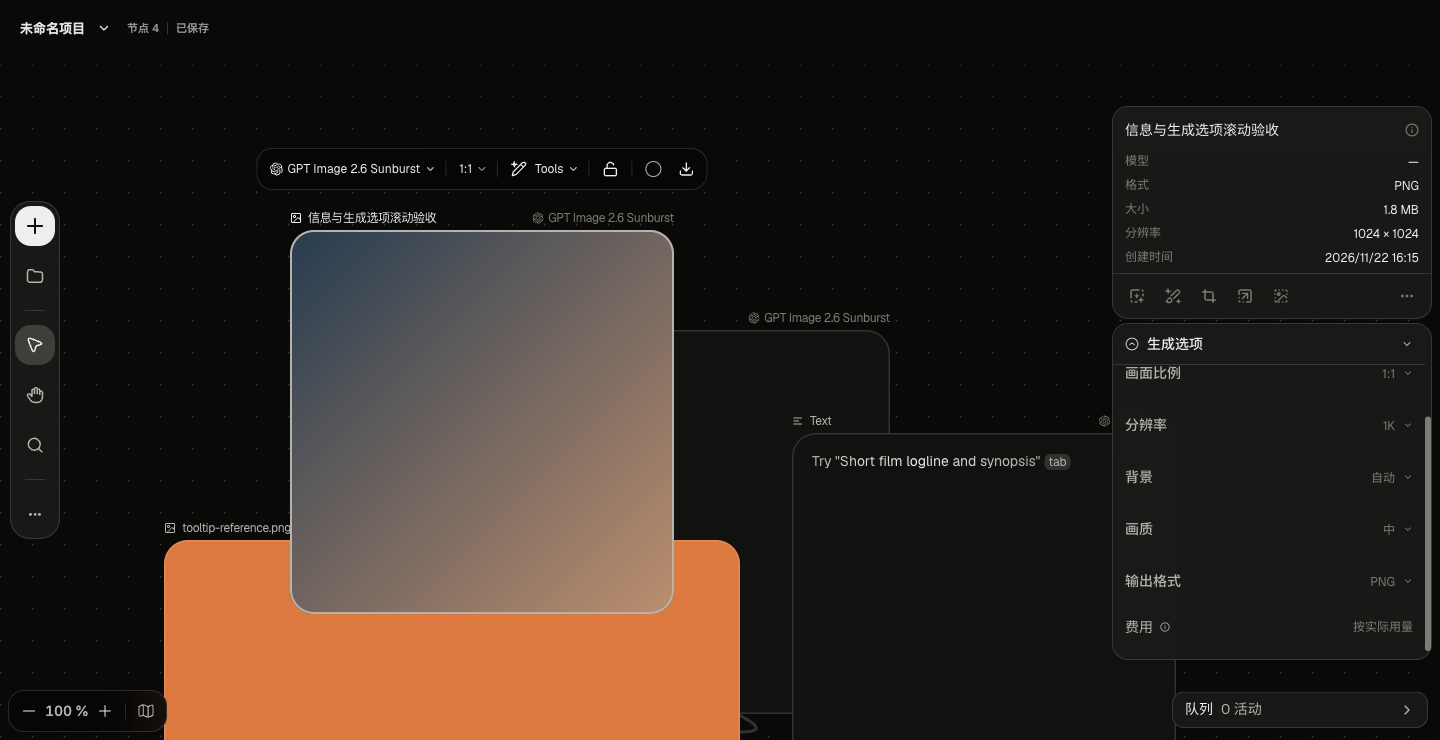 未命名项目 节点 4 已保存
GPT Image 2.6 Sunburst 1:1 Tools
信息与生成选项滚动验收 GPT Image 2.6 Sunburst
GPT Image 2.6 Sunburst
Text
Try "Short film logline and synopsis" tab
tooltip-reference.png
100 %
信息与生成选项滚动验收
模型 —
格式 PNG
大小 1.8 MB
分辨率 1024 × 1024
创建时间 2026/11/22 16:15
生成选项
画面比例 1:1
分辨率 1K
背景 自动
画质 中
输出格式 PNG
费用 按实际用量
队列 0 活动